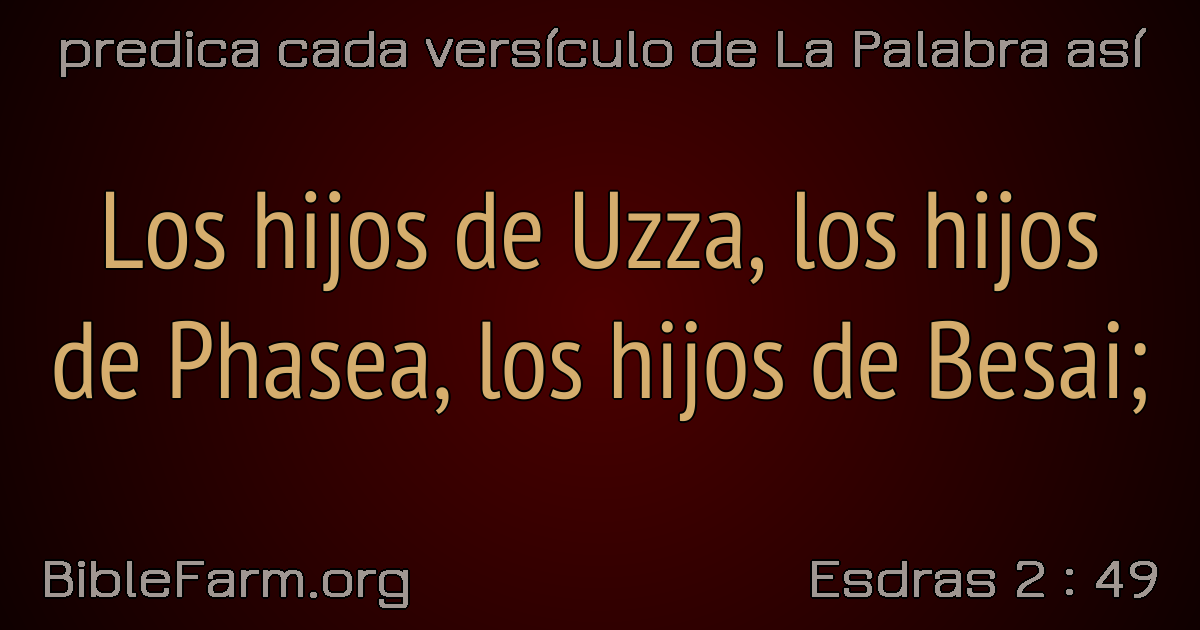 predica cada versículo de La Palabra así
Los hijos de Uzza, los hijos
de Phasea, los hijos de Besai;
BibleFarm.org
Esdras 2 : 49